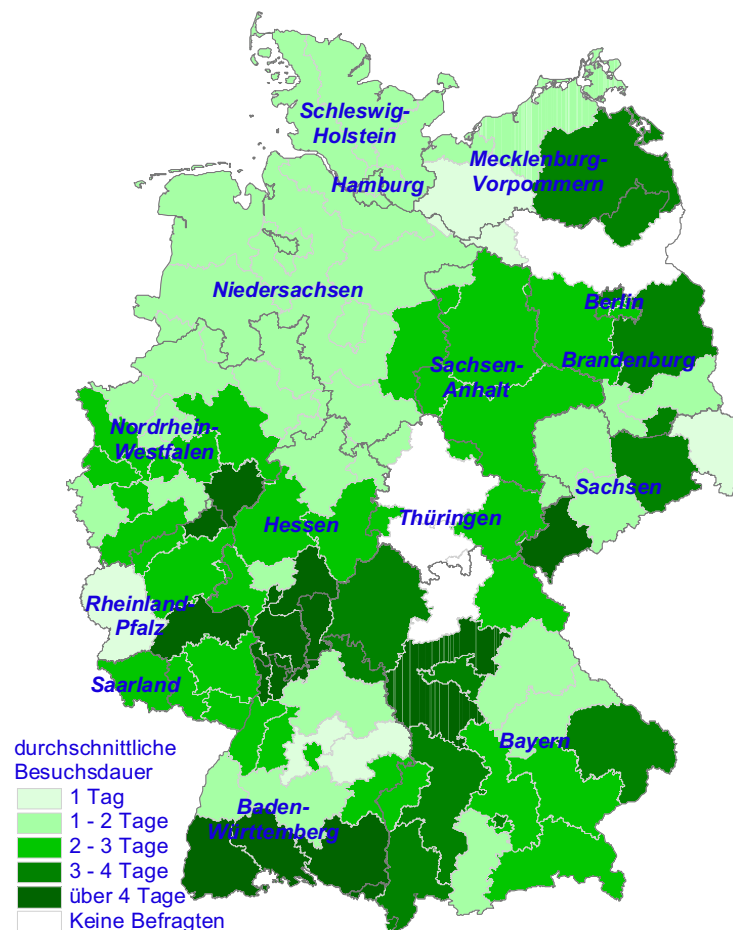 Schleswig-
Holstein
Mecklenburg-
Vorpommern
Hamburg
Niedersachsen
Berlin
Brandenburg
Sachsen-
Anhalt
Nordrhein-
Westfalen
Sachsen
Hessen
Thüringen
Rheinland-
Pfalz
Saarland
Bayern
Baden-
Württemberg
durchschnittliche
Besuchsdauer
1 Tag
1 - 2 Tage
2 - 3 Tage
3 - 4 Tage
über 4 Tage
Keine Befragten